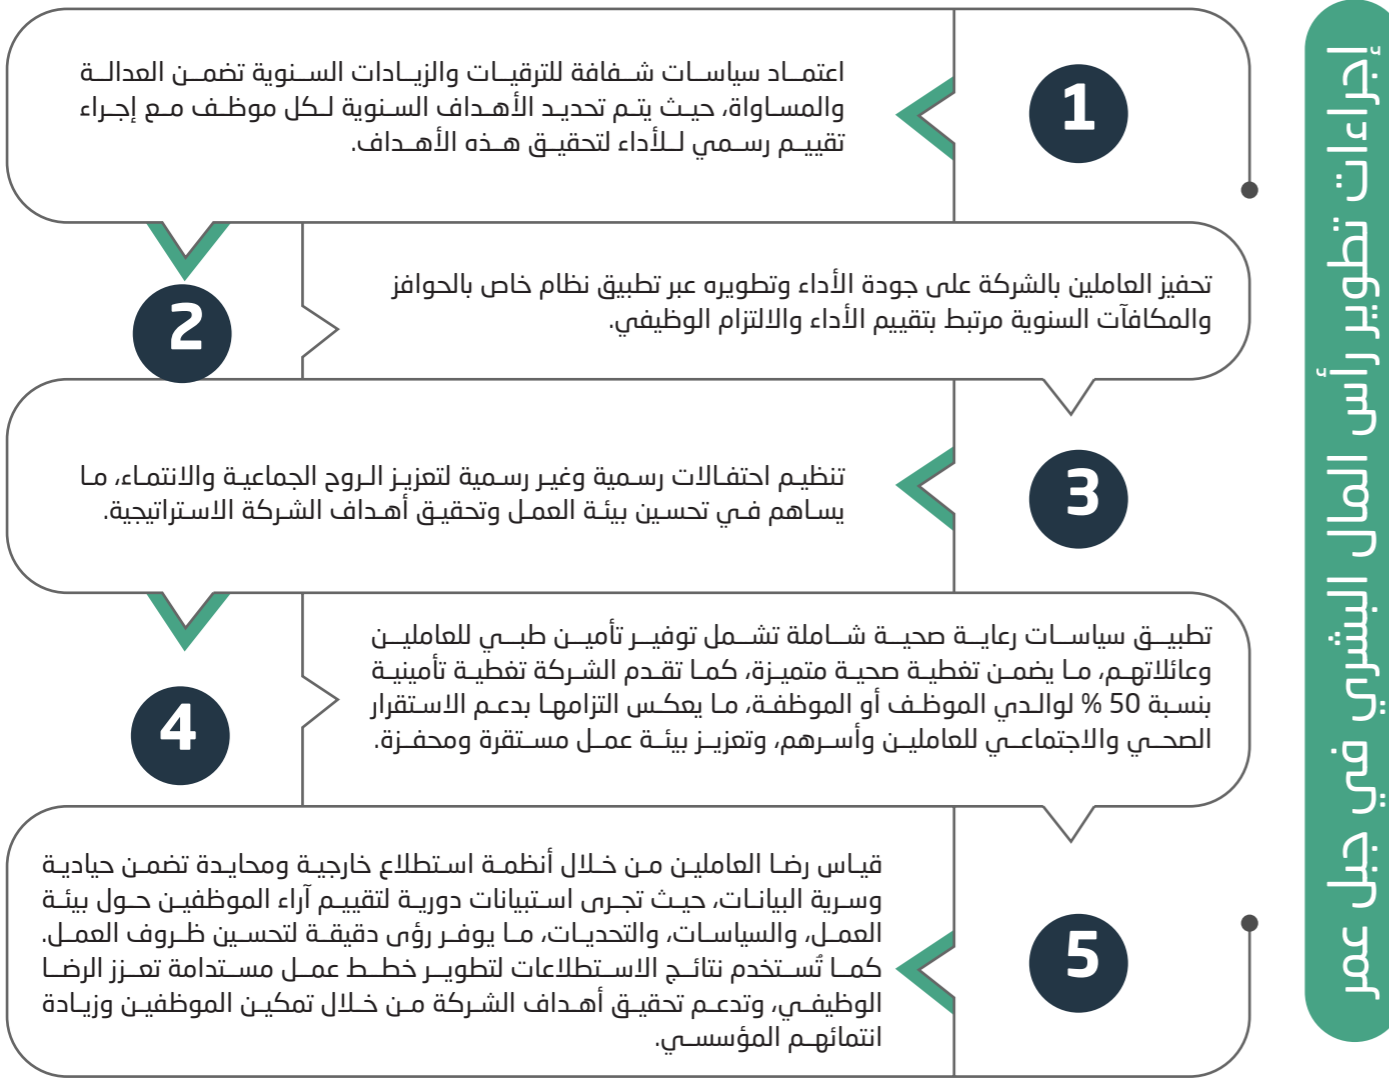 إجراءات تطوير رأس المال البشري في جبل عمر
1
اعتماد سياسات شفافة للترقيات والزيادات السنوية تضمن العدالة
والمساواة، حيث يتم تحديد الأهداف السنوية لكل موظف مع إجراء
تقييم رسمي للأداء لتحقيق هذه الأهداف.
2
تحفيز العاملين بالشركة على جودة الأداء وتطويره عبر تطبيق نظام خاص بالحوافز
والمكافآت السنوية مرتبط بتقييم الأداء والالتزام الوظيفي.
3
تنظيم احتفالات رسمية وغير رسمية لتعزيز الروح الجماعية والانتماء، ما
يساهم في تحسين بيئة العمل وتحقيق أهداف الشركة الاستراتيجية.
4
تطبيق سياسات رعاية صحية شاملة تشمل توفير تأمين طبي للعاملين
وعائلاتهم، ما يضمن تغطية صحية متميزة، كما تقدم الشركة تغطية تأمينية
بنسبة 50 % لوالدي الموظف أو الموظفة، ما يعكس التزامها بدعم الاستقرار
الصحي والاجتماعي للعاملين وأسرهم، وتعزيز بيئة عمل مستقرة ومحفزة.
5
قياس رضا العاملين من خلال أنظمة استطلاع خارجية ومحايدة تضمن حيادية
وسرية البيانات، حيث تجرى استبيانات دورية لتقييم آراء الموظفين حول بيئة
العمل، والسياسات، والتحديات، ما يوفر رؤى دقيقة لتحسين ظروف العمل.
كما تُستخدم نتائج الاستطلاعات لتطوير خطط عمل مستدامة تعزز الرضا
الوظيفي، وتدعم تحقيق أهداف الشركة من خلال تمكين الموظفين وزيادة
انتمائهم المؤسسي.